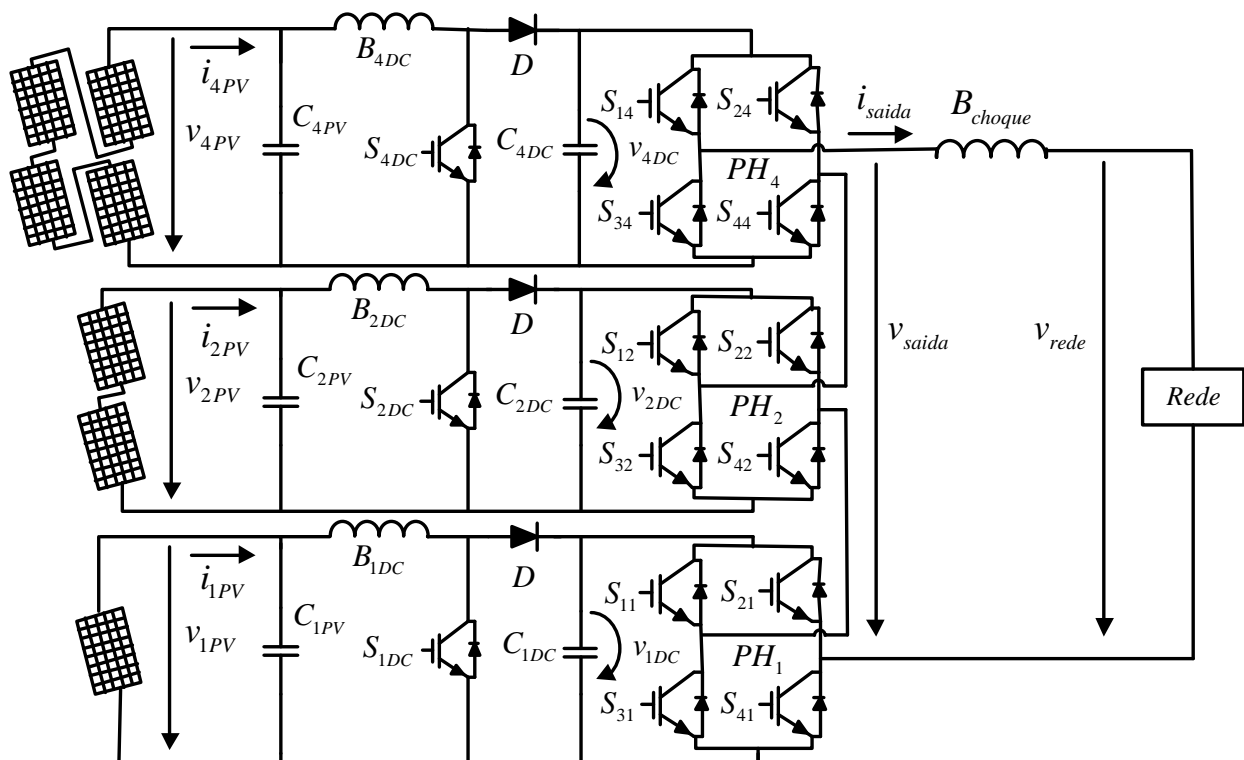 B4DC
D
i4PV
v4PV
C4PV
S4DC
C4DC
v4DC
S14
S24
PH4
S34
S44
isaida
Bchoque
vsaida
vrede
Rede
B2DC
D
i2PV
v2PV
C2PV
S2DC
C2DC
v2DC
S12
S22
PH2
S32
S42
B1DC
D
i1PV
v1PV
C1PV
S1DC
C1DC
v1DC
S11
S21
PH1
S31
S41